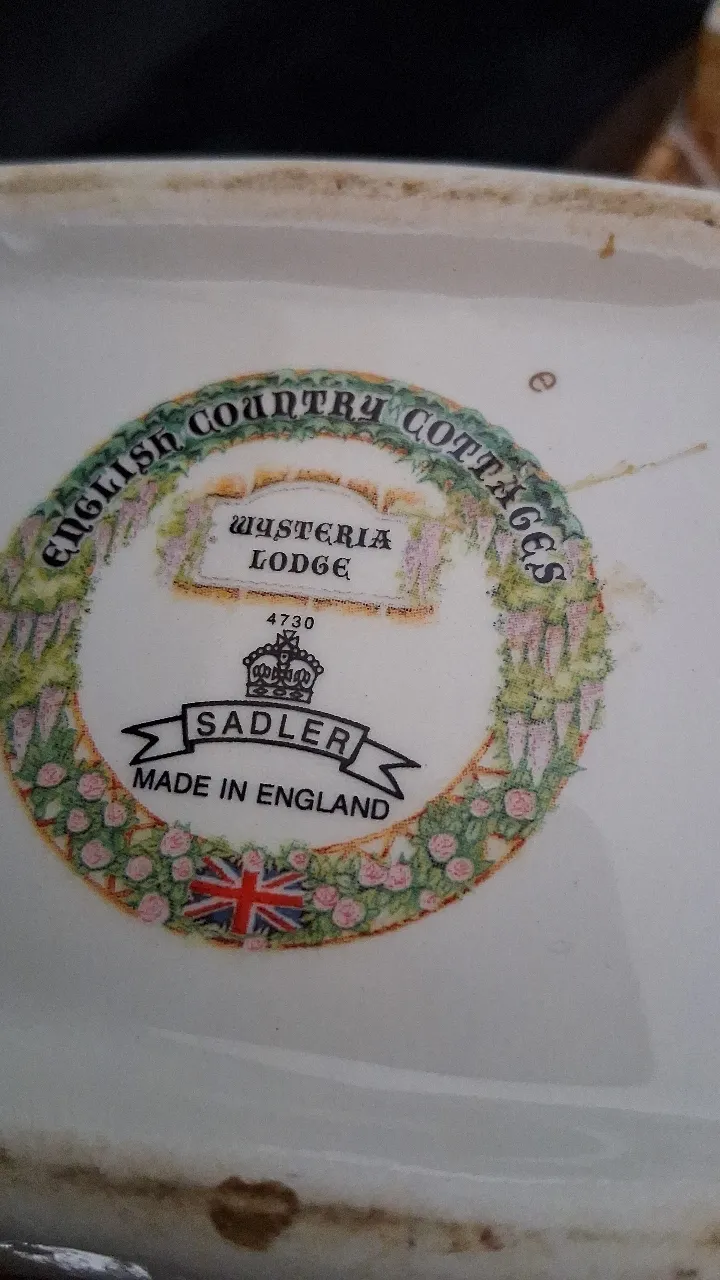 e
ENGLISH COUNTRY COTTAGES
WYSTERIA
LODGE
4730
SADLER
MADE IN ENGLAND